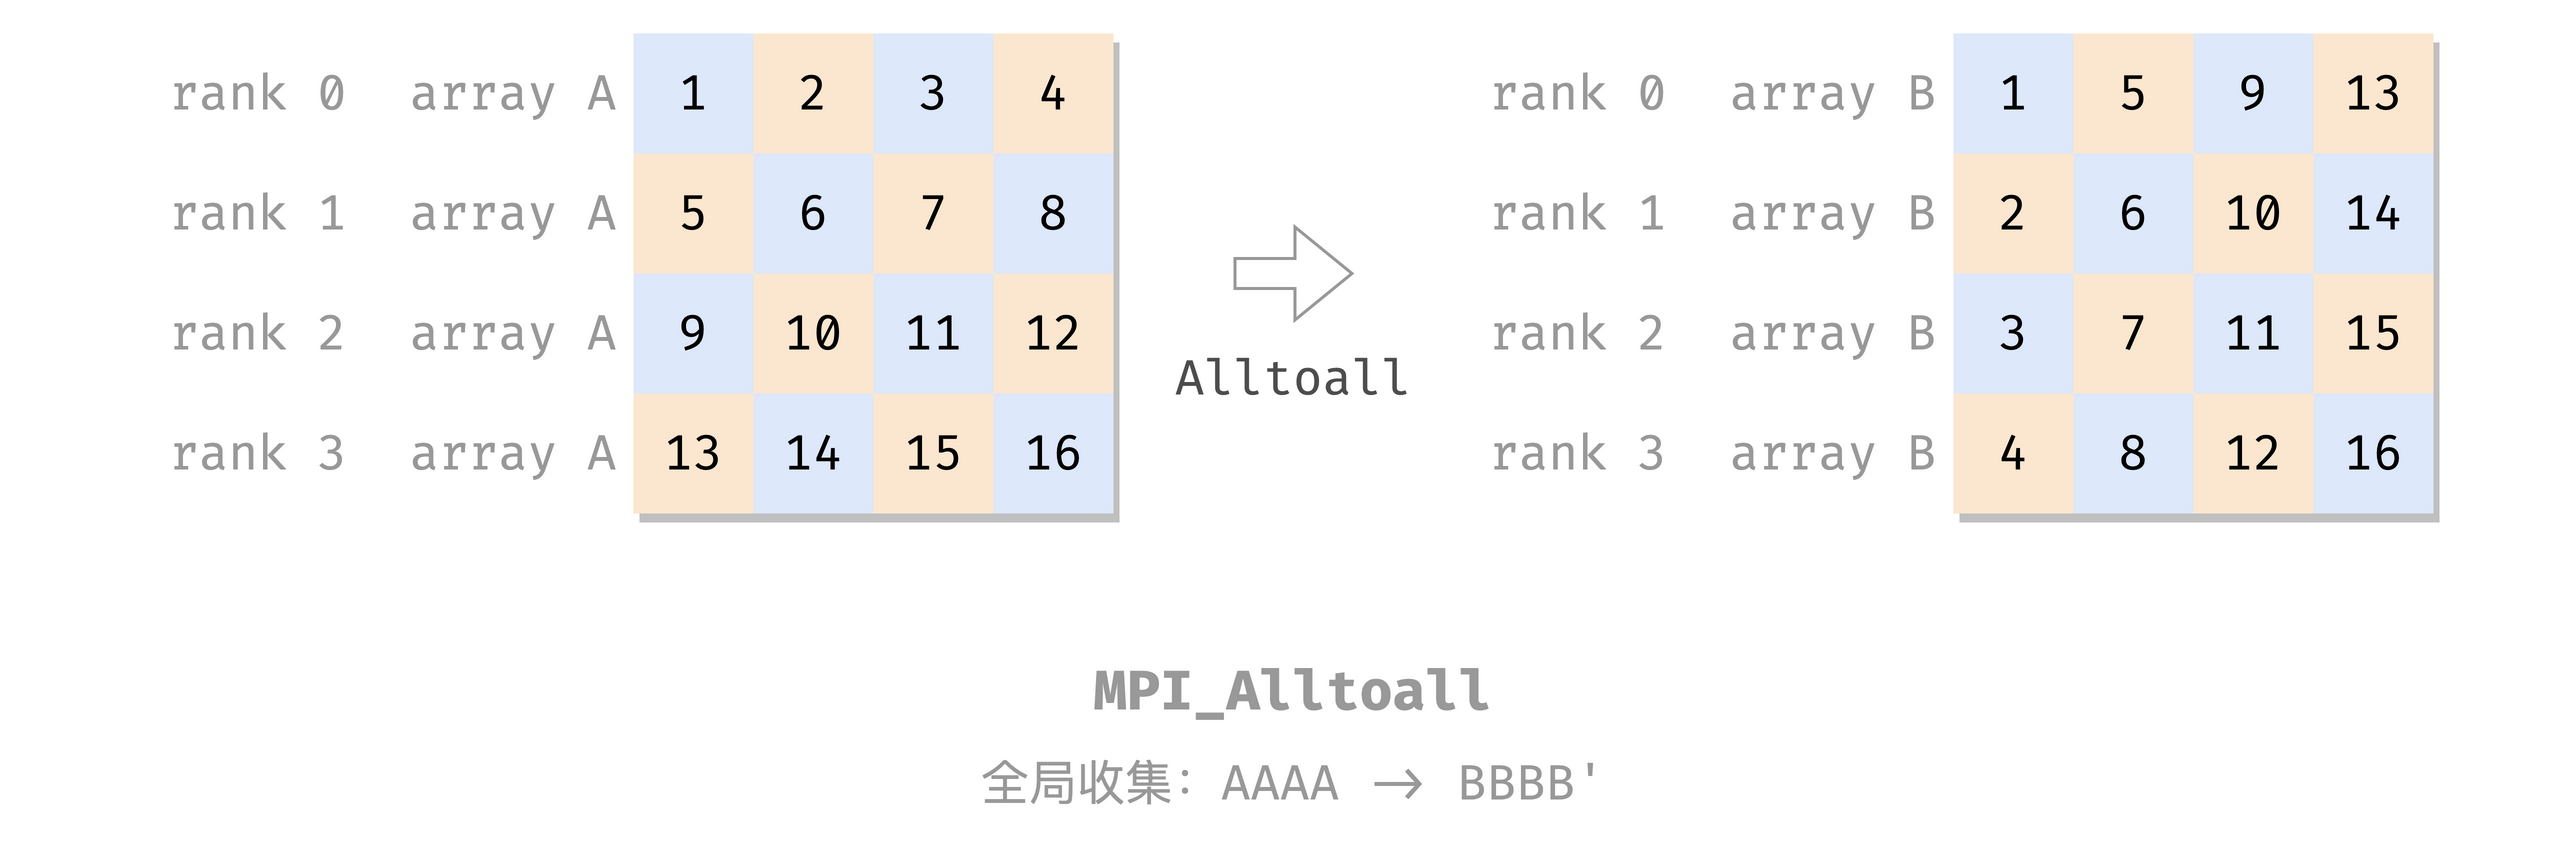 rank 0 array A 1 2 3 4 rank 0 array B 1 5 9 13
rank 1 array A 5 6 7 8 rank 1 array B 2 6 10 14
rank 2 array A 9 10 11 12 rank 2 array B 3 7 11 15
Alltoall
rank 3 array A 13 14 15 16 rank 3 array B 4 8 12 16
MPI_Alltoall
全局收集: AAAA → BBBB'